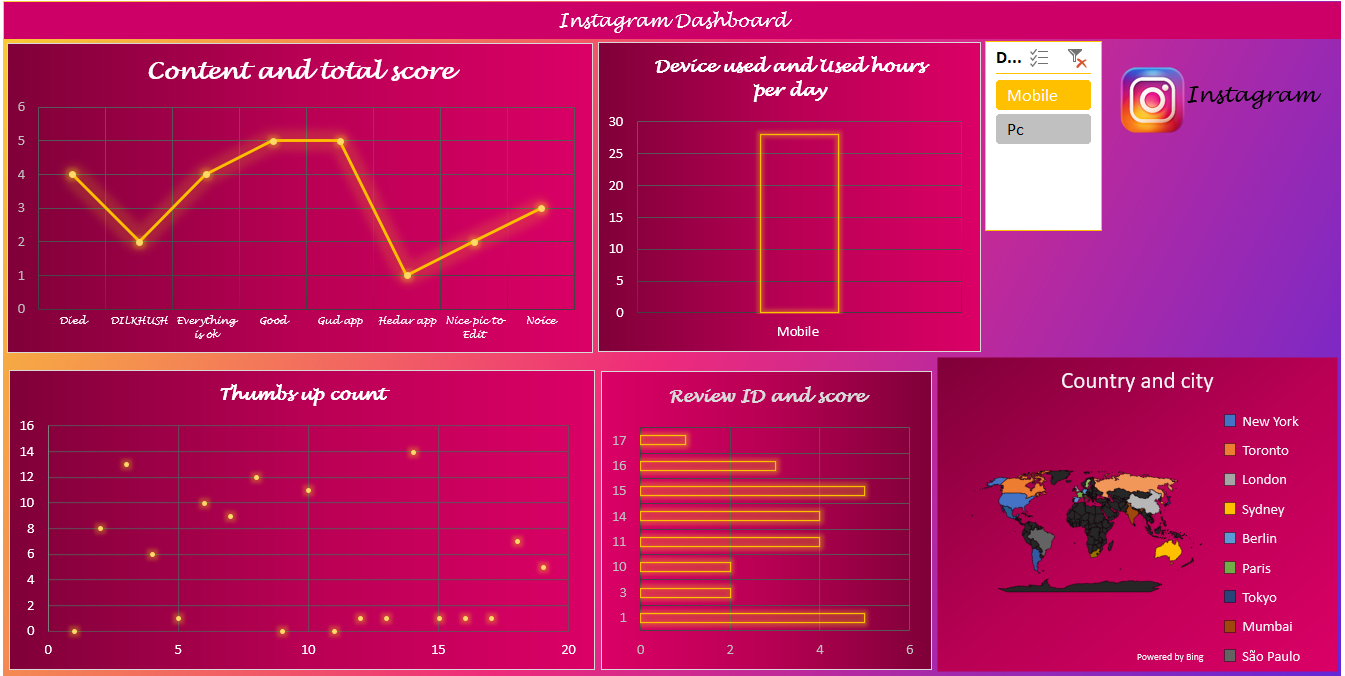 Instagram Dashboard
Content and total score
6
5
4
3
2
1
0
Died
DILKHUSH
Everything
is ok
Good
Gud app
Hedar app
Nice pic to
Edit
Noice
Device used and Used hours
per day
30
25
20
15
10
5
0
Mobile
D...
Mobile
Pc
Instagram
Thumbs up count
16
14
12
10
8
6
4
2
0
0 5 10 15 20
Review ID and score
17
16
15
14
11
10
3
1
0 2 4 6
Country and city
New York
Toronto
London
Sydney
Berlin
Paris
Tokyo
Mumbai
São Paulo
Powered by Bing